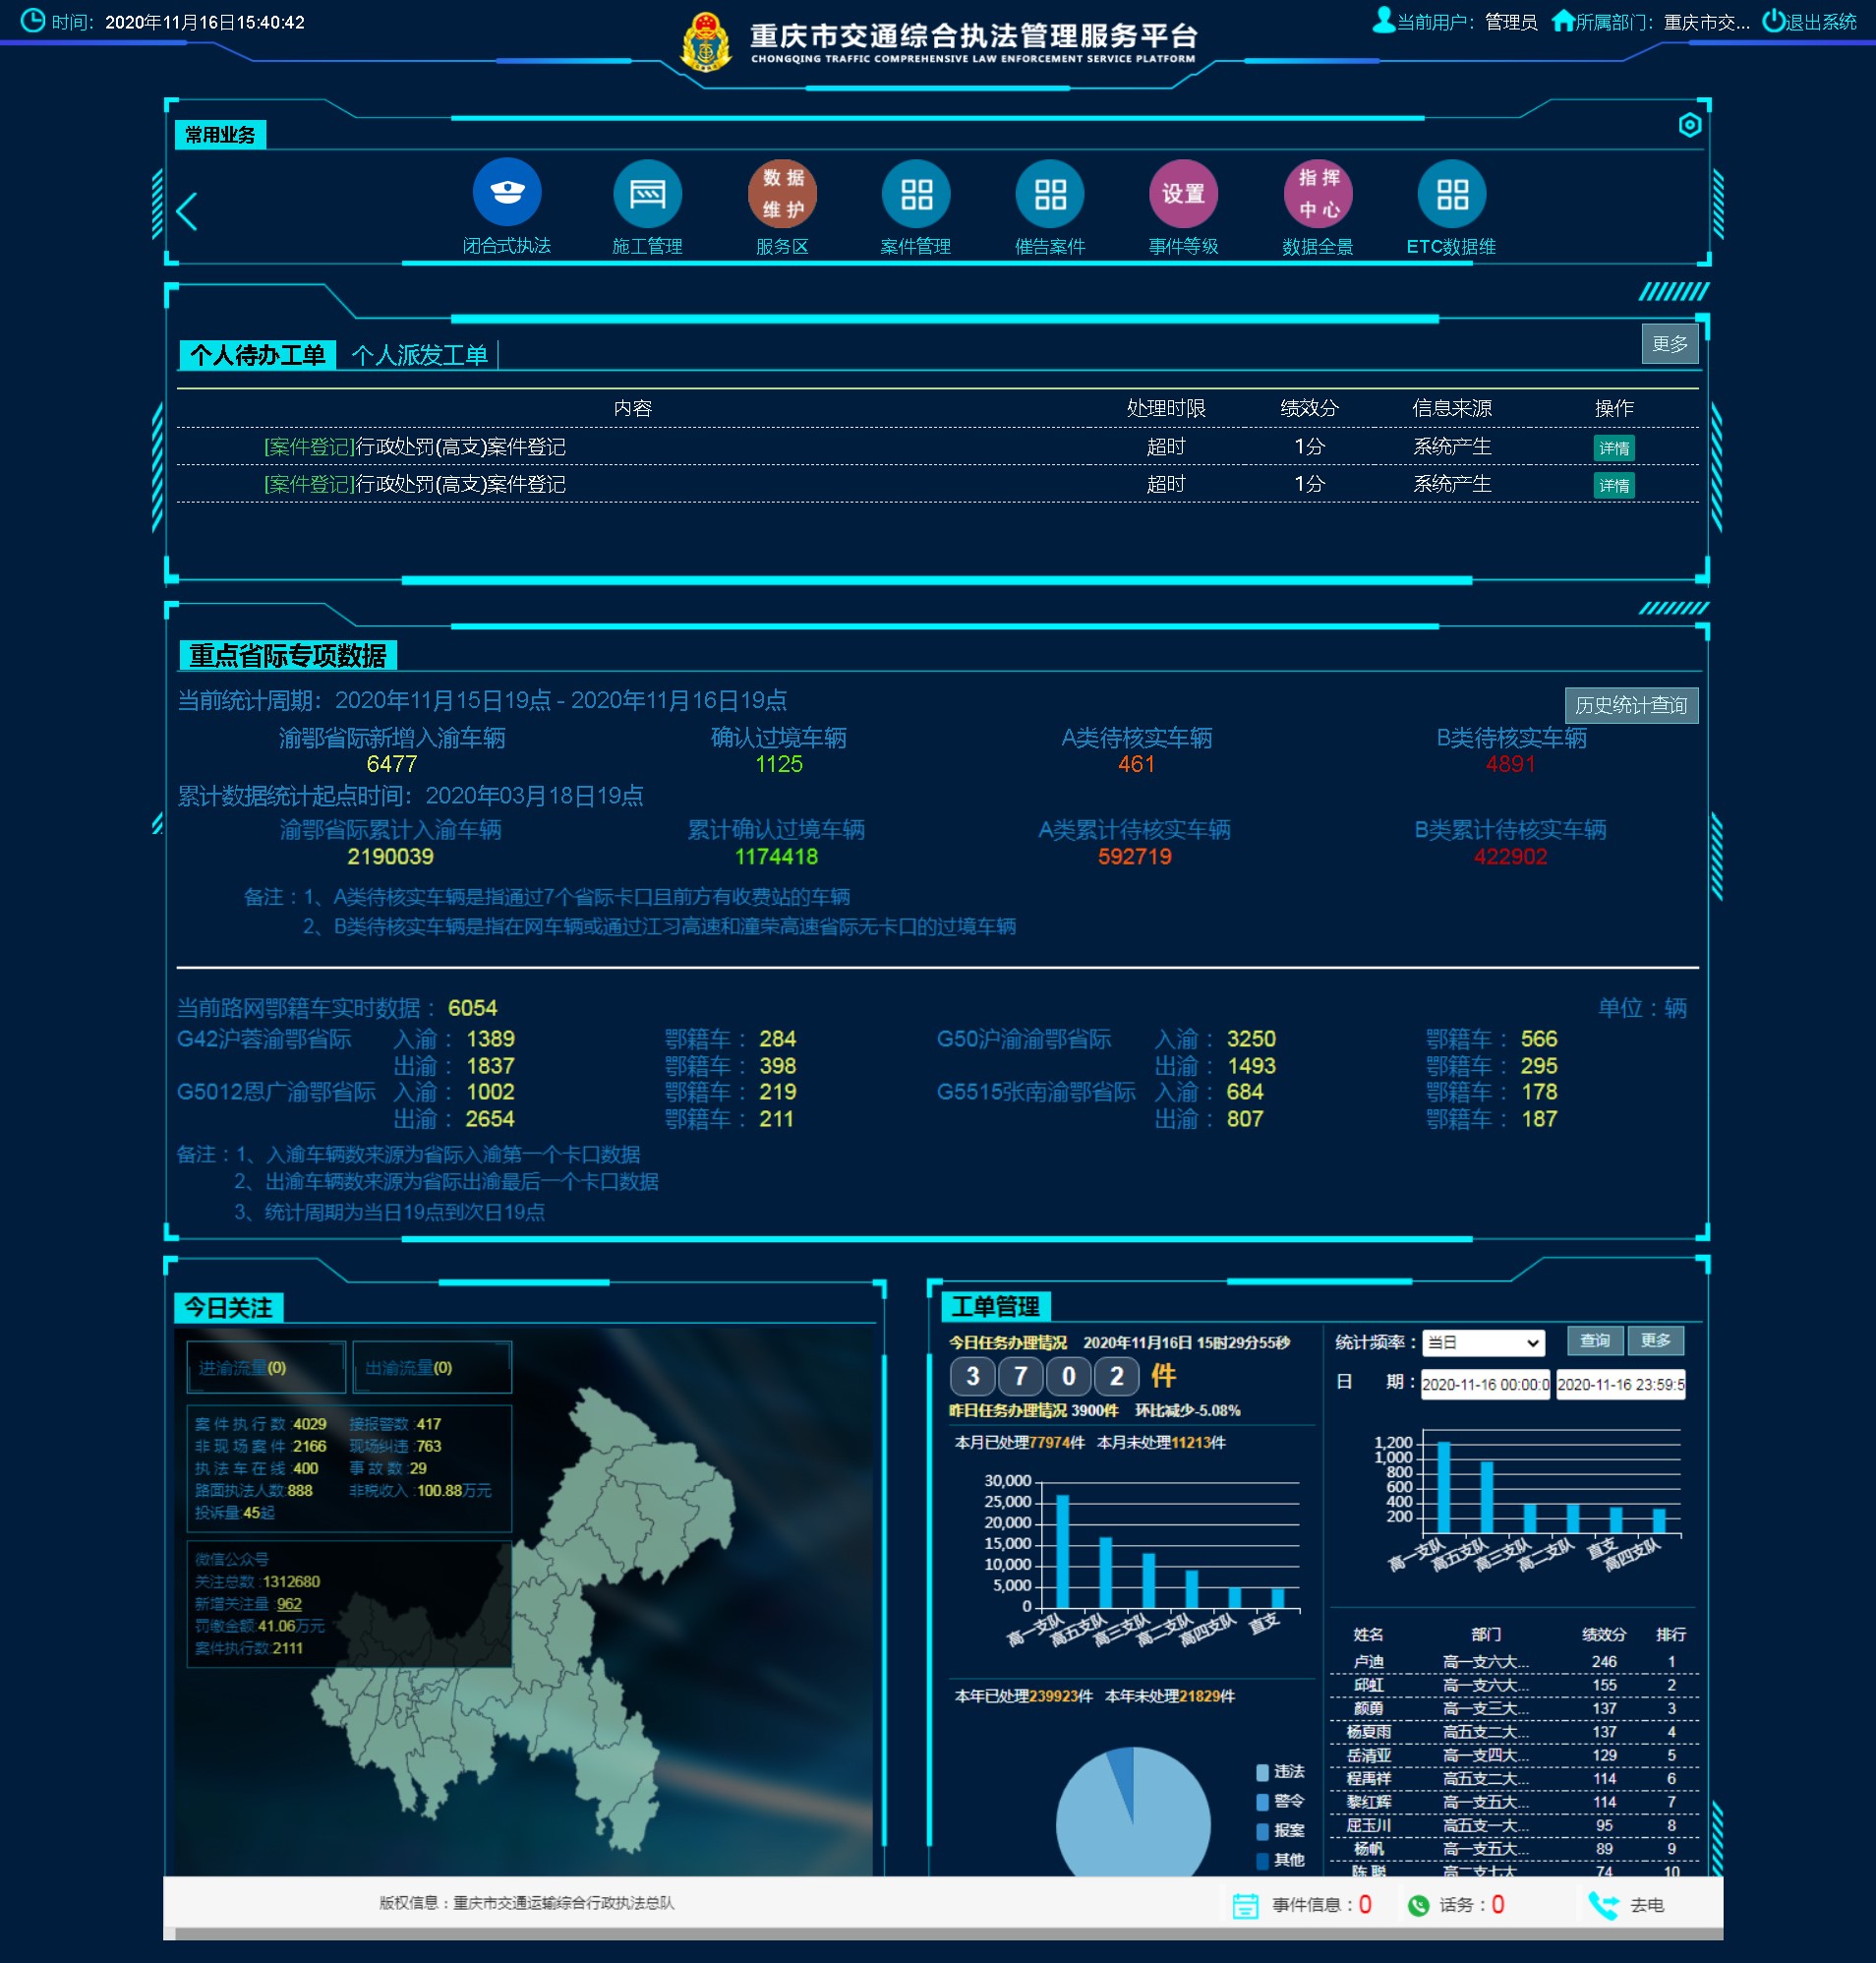 时间: 2020年11月16日15:40:42
重庆市交通综合执法管理服务平台
CHONGQING TRAFFIC COMPREHENSIVE LAW ENFORCEMENT SERVICE PLATFORM
当前用户: 管理员 所属部门: 重庆市交... 退出系统
常用业务
数据维护 设置 指挥中心
闭合式执法 施工管理 服务区 案件管理 催告案件 事件等级 数据全景 ETC数据维
个人待办工单 个人派发工单 更多
内容 处理时限 绩效分 信息来源 操作
[案件登记]行政处罚(高支)案件登记 超时 1分 系统产生 详情
[案件登记]行政处罚(高支)案件登记 超时 1分 系统产生 详情
重点省际专项数据
当前统计周期: 2020年11月15日19点 - 2020年11月16日19点 历史统计查询
渝鄂省际新增入渝车辆 确认过境车辆 A类待核实车辆 B类待核实车辆
6477 1125 461 4891
累计数据统计起点时间: 2020年03月18日19点
渝鄂省际累计入渝车辆 累计确认过境车辆 A类累计待核实车辆 B类累计待核实车辆
2190039 1174418 592719 422902
备注：1、A类待核实车辆是指通过7个省际卡口且前方有收费站的车辆
2、B类待核实车辆是指在网车辆或通过江习高速和潼荣高速省际无卡口的过境车辆
当前路网鄂籍车实时数据： 6054 单位：辆
G42沪蓉渝鄂省际 入渝： 1389 鄂籍车： 284 G50沪渝渝鄂省际 入渝： 3250 鄂籍车： 566
出渝： 1837 鄂籍车： 398 出渝： 1493 鄂籍车： 295
G5012恩广渝鄂省际 入渝： 1002 鄂籍车： 219 G5515张南渝鄂省际 入渝： 684 鄂籍车： 178
出渝： 2654 鄂籍车： 211 出渝： 807 鄂籍车： 187
备注：1、入渝车辆数来源为省际入渝第一个卡口数据
2、出渝车辆数来源为省际出渝最后一个卡口数据
3、统计周期为当日19点到次日19点
今日关注
进渝流量(0) 出渝流量(0)
案件执行数:4029 接报警数:417
非现场案件:2166 现场纠违:763
执法车在线:400 事故数:29
路面执法人数:888 非税收入:100.88万元
投诉量:45起
微信公众号
关注总数:1312680
新增关注量:962
罚缴金额:41.06万元
案件执行数:2111
工单管理
今日任务办理情况 2020年11月16日 15时29分55秒
3 7 0 2 件
昨日任务办理情况 3900件 环比减少-5.08%
本月已处理77974件 本月未处理11213件
30,000
25,000
20,000
15,000
10,000
5,000
0
高一支队 高五支队 高三支队 高二支队 高四支队 直支
本年已处理239923件 本年未处理21829件
违法
警令
报案
其他
统计频率： 当日 查询 更多
日 期： 2020-11-16 00:00:0 2020-11-16 23:59:5
1,200
1,000
800
600
400
200
高一支队 高五支队 高三支队 高二支队 直支 高四支队
姓名 部门 绩效分 排行
卢迪 高一支六大... 246 1
邱虹 高一支六大... 155 2
颜勇 高一支三大... 137 3
杨夏雨 高五支二大... 137 4
岳清亚 高一支四大... 129 5
程禹祥 高五支二大... 114 6
黎红辉 高一支五大... 114 7
屈玉川 高五支一大... 95 8
杨帆 高一支五大... 89 9
陈聪 高二支七大 74 10
版权信息：重庆市交通运输综合行政执法总队
事件信息：0 话务：0 去电